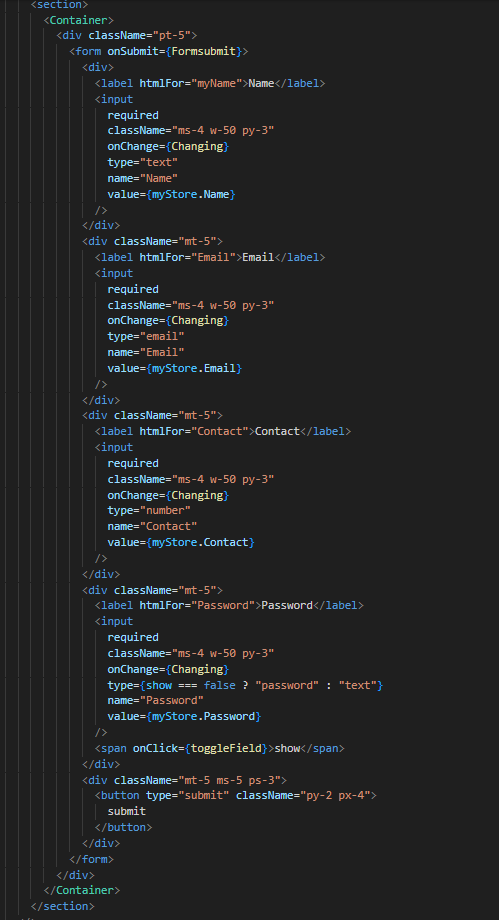 <section>
<Container>
<div className="pt-5">
<form onSubmit={Formsubmit}>
<div>
<label htmlFor="myName">Name</label>
<input
required
className="ms-4 w-50 py-3"
onChange={Changing}
type="text"
name="Name"
value={myStore.Name}
/>
</div>
<div className="mt-5">
<label htmlFor="Email">Email</label>
<input
required
className="ms-4 w-50 py-3"
onChange={Changing}
type="email"
name="Email"
value={myStore.Email}
/>
</div>
<div className="mt-5">
<label htmlFor="Contact">Contact</label>
<input
required
className="ms-4 w-50 py-3"
onChange={Changing}
type="number"
name="Contact"
value={myStore.Contact}
/>
</div>
<div className="mt-5">
<label htmlFor="Password">Password</label>
<input
required
className="ms-4 w-50 py-3"
onChange={Changing}
type={show === false ? "password" : "text"}
name="Password"
value={myStore.Password}
/>
<span onClick={toggleField}>show</span>
</div>
<div className="mt-5 ms-5 ps-3">
<button type="submit" className="py-2 px-4">
submit
</button>
</div>
</form>
</div>
</Container>
</section>